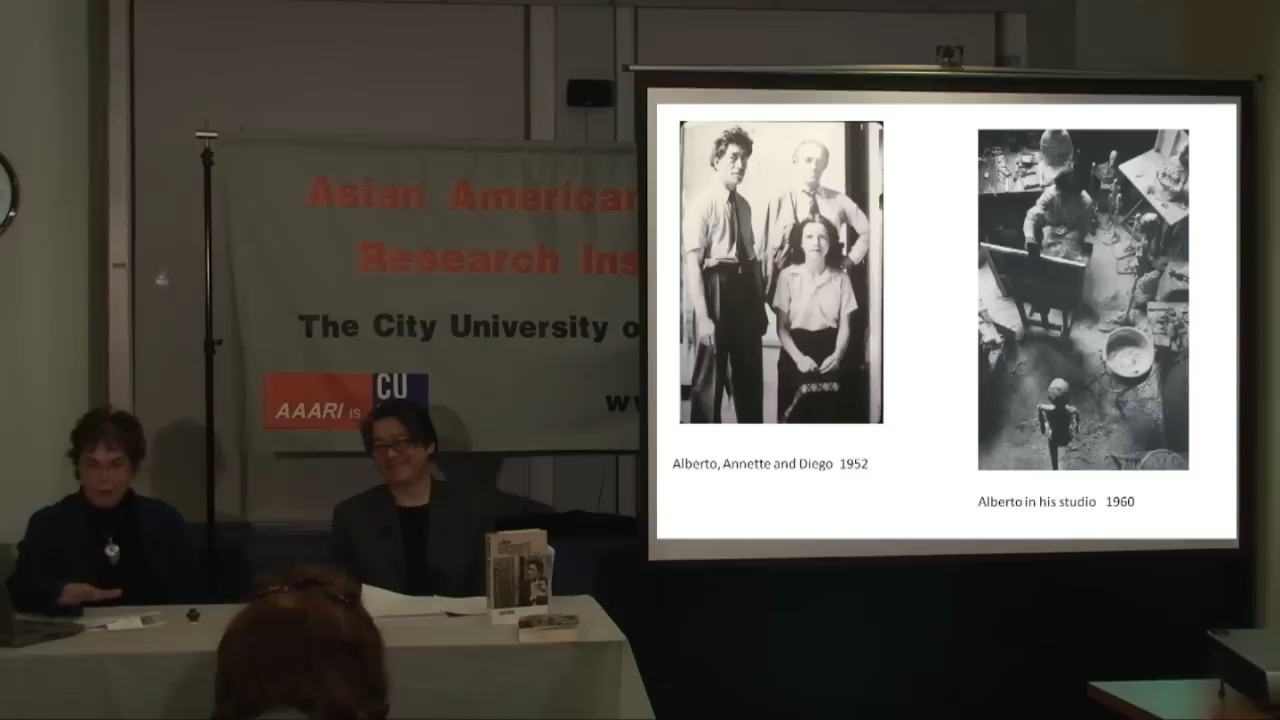 Asian American
Research Ins
The City University o
CU
AAARI IS
Alberto, Annette and Diego 1952
Alberto in his studio 1960